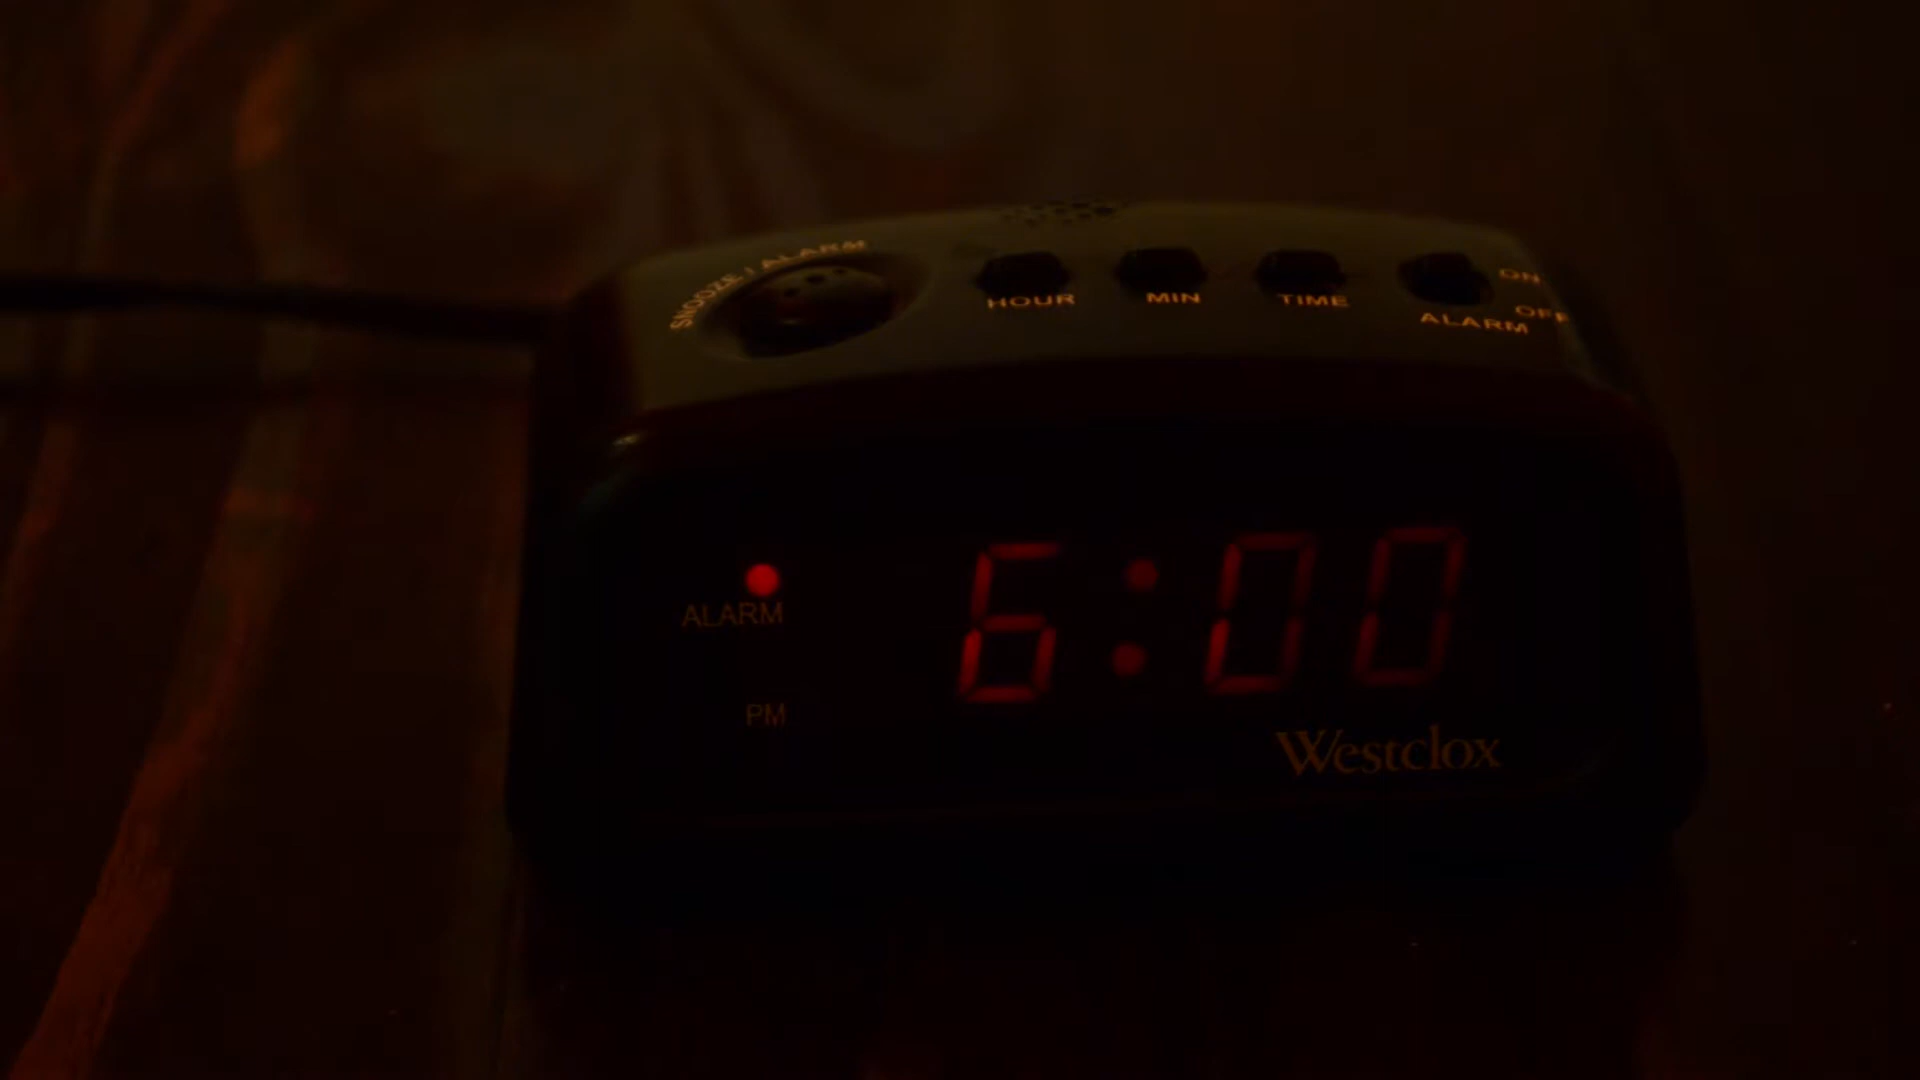 SNOOZE / ALARM
HOUR
MIN
TIME
ON
OFF
ALARM
ALARM
6:00
PM
Westclox